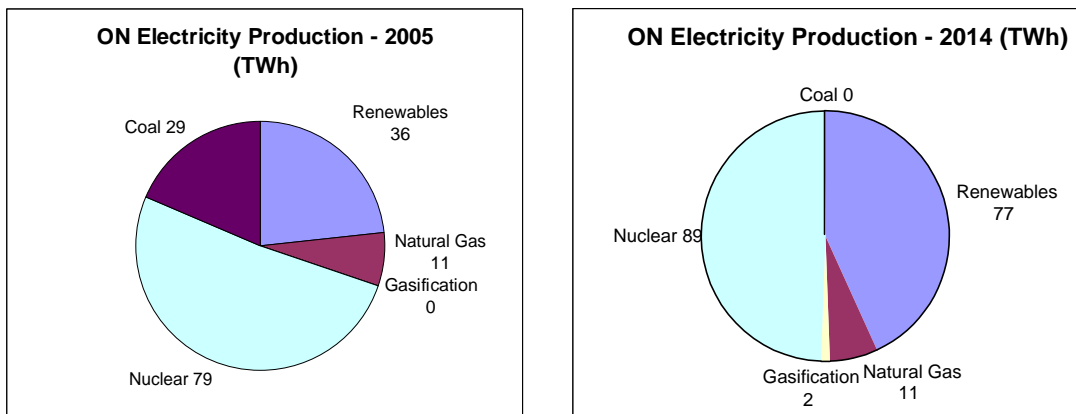 ON Electricity Production - 2005
(TWh)
Coal 29
Renewables
36
Natural Gas
11
Gasification
0
Nuclear 79
ON Electricity Production - 2014 (TWh)
Coal 0
Renewables
77
Nuclear 89
Gasification
2
Natural Gas
11